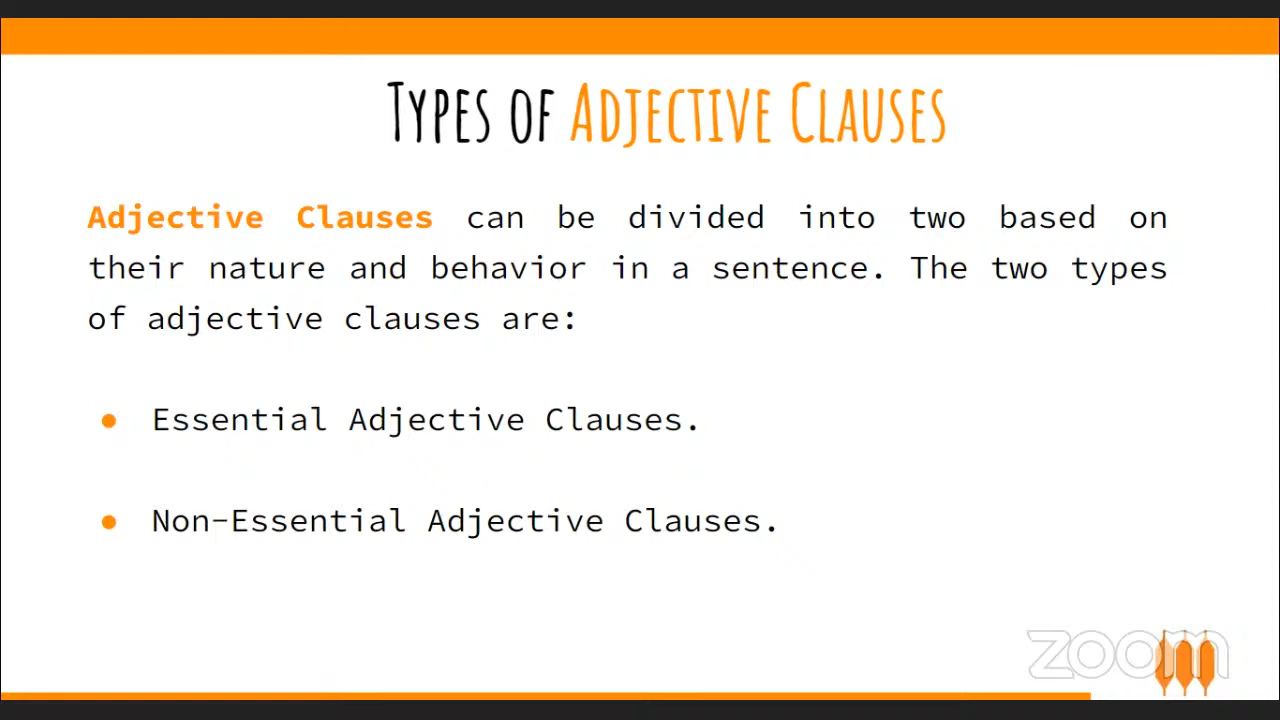 Types of Adjective Clauses
Adjective Clauses can be divided into two based on
their nature and behavior in a sentence. The two types
of adjective clauses are:
● Essential Adjective Clauses.
● Non-Essential Adjective Clauses.
zoom